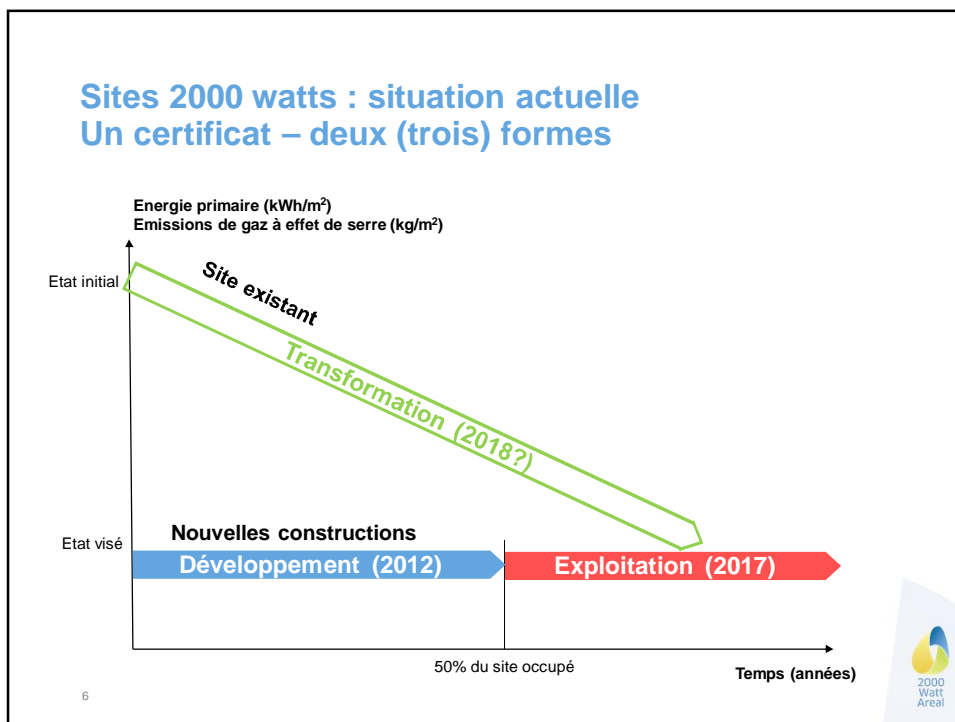 Sites 2000 watts : situation actuelle
Un certificat – deux (trois) formes
Energie primaire (kWh/m²)
Emissions de gaz à effet de serre (kg/m²)
Etat initial
Site existant
Transformation (2018?)
Nouvelles constructions
Etat visé
Développement (2012)
Exploitation (2017)
50% du site occupé
Temps (années)
6
2000
Watt
Areal